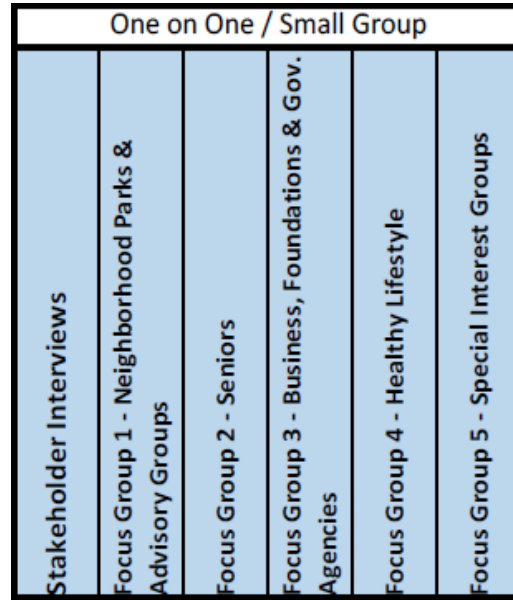 One on One / Small Group
Stakeholder Interviews
Focus Group 1 - Neighborhood Parks &
Advisory Groups
Focus Group 2 - Seniors
Focus Group 3 - Business, Foundations & Gov.
Agencies
Focus Group 4 - Healthy Lifestyle
Focus Group 5 - Special Interest Groups